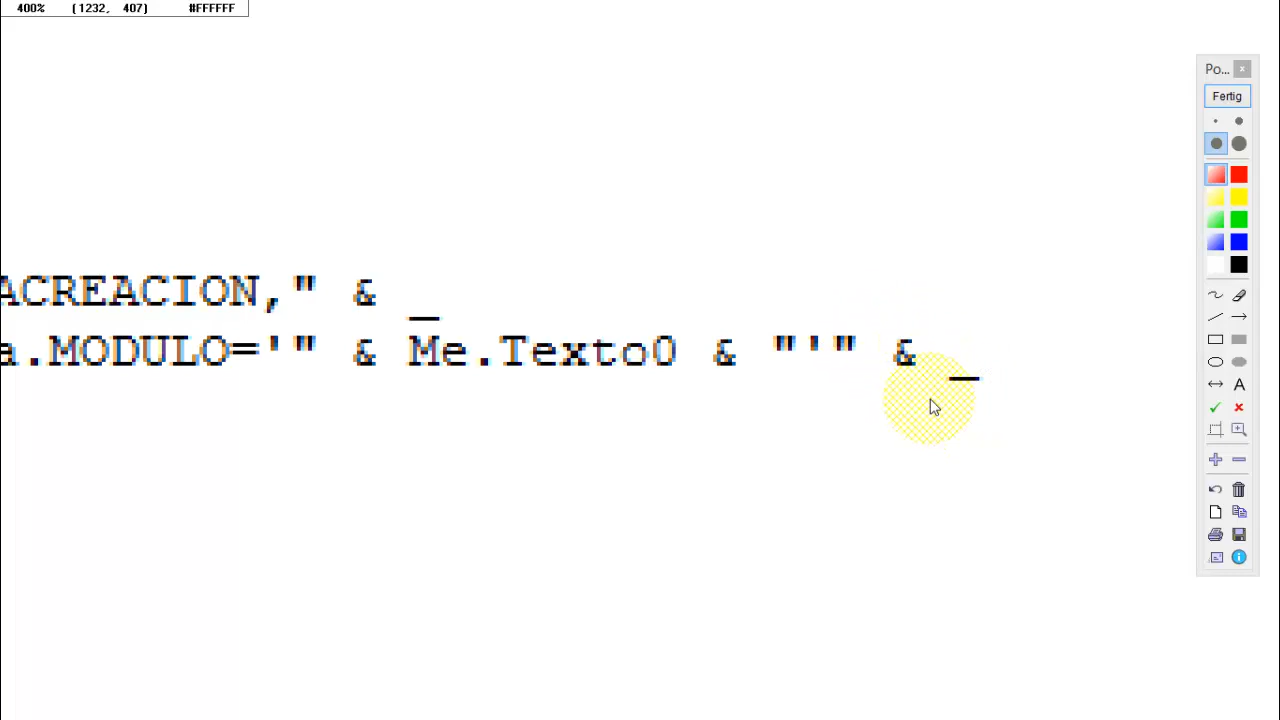 400% (1232, 407) #FFFFFF
Po...
Fertig
ACREACION," & _
a.MODULO='" & Me.Texto0 & "'" & _